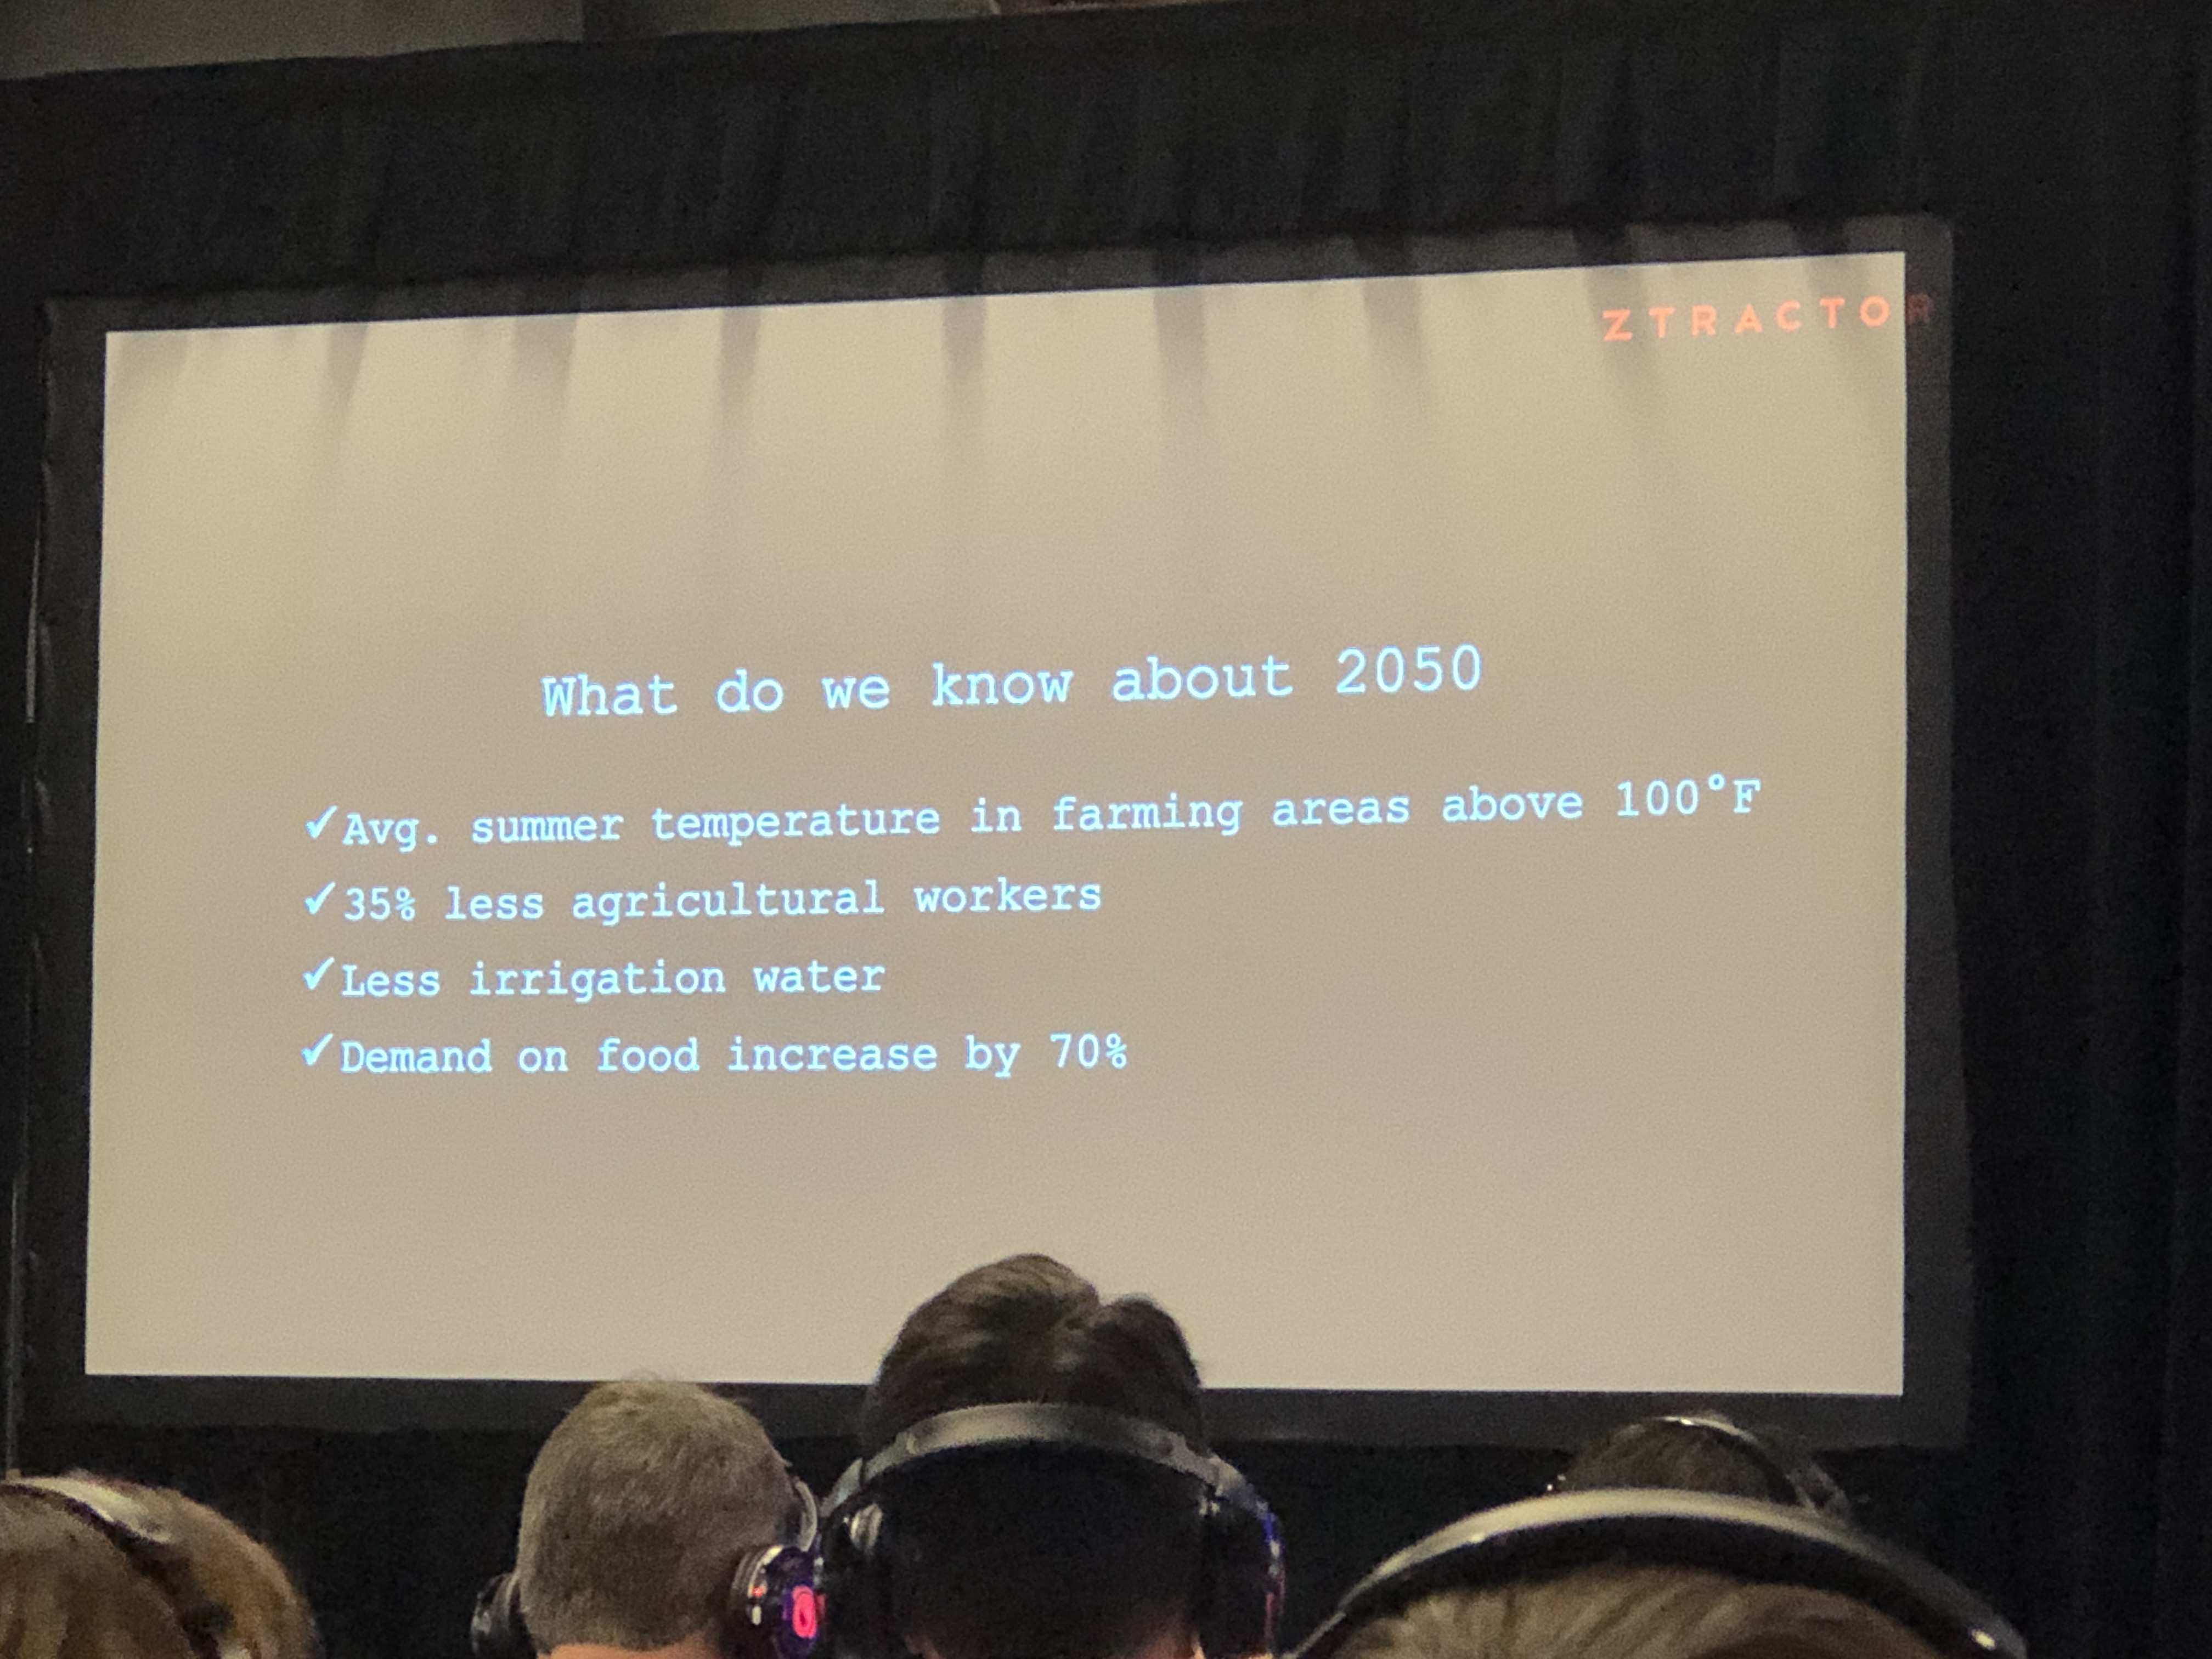 ZTRACTOR
What do we know about 2050
✓Avg. summer temperature in farming areas above 100°F
✓35% less agricultural workers
✓Less irrigation water
✓Demand on food increase by 70%